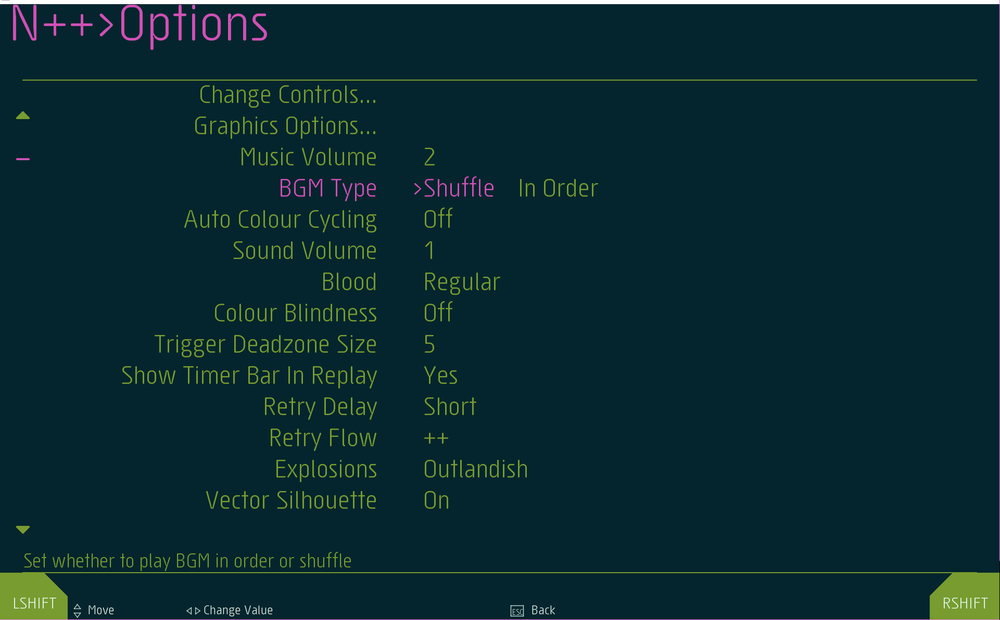 N++>Options
Change Controls...
Graphics Options...
Music Volume 2
BGM Type >Shuffle In Order
Auto Colour Cycling Off
Sound Volume 1
Blood Regular
Colour Blindness Off
Trigger Deadzone Size 5
Show Timer Bar In Replay Yes
Retry Delay Short
Retry Flow ++
Explosions Outlandish
Vector Silhouette On
Set whether to play BGM in order or shuffle
LSHIFT Move Change Value ESC Back RSHIFT